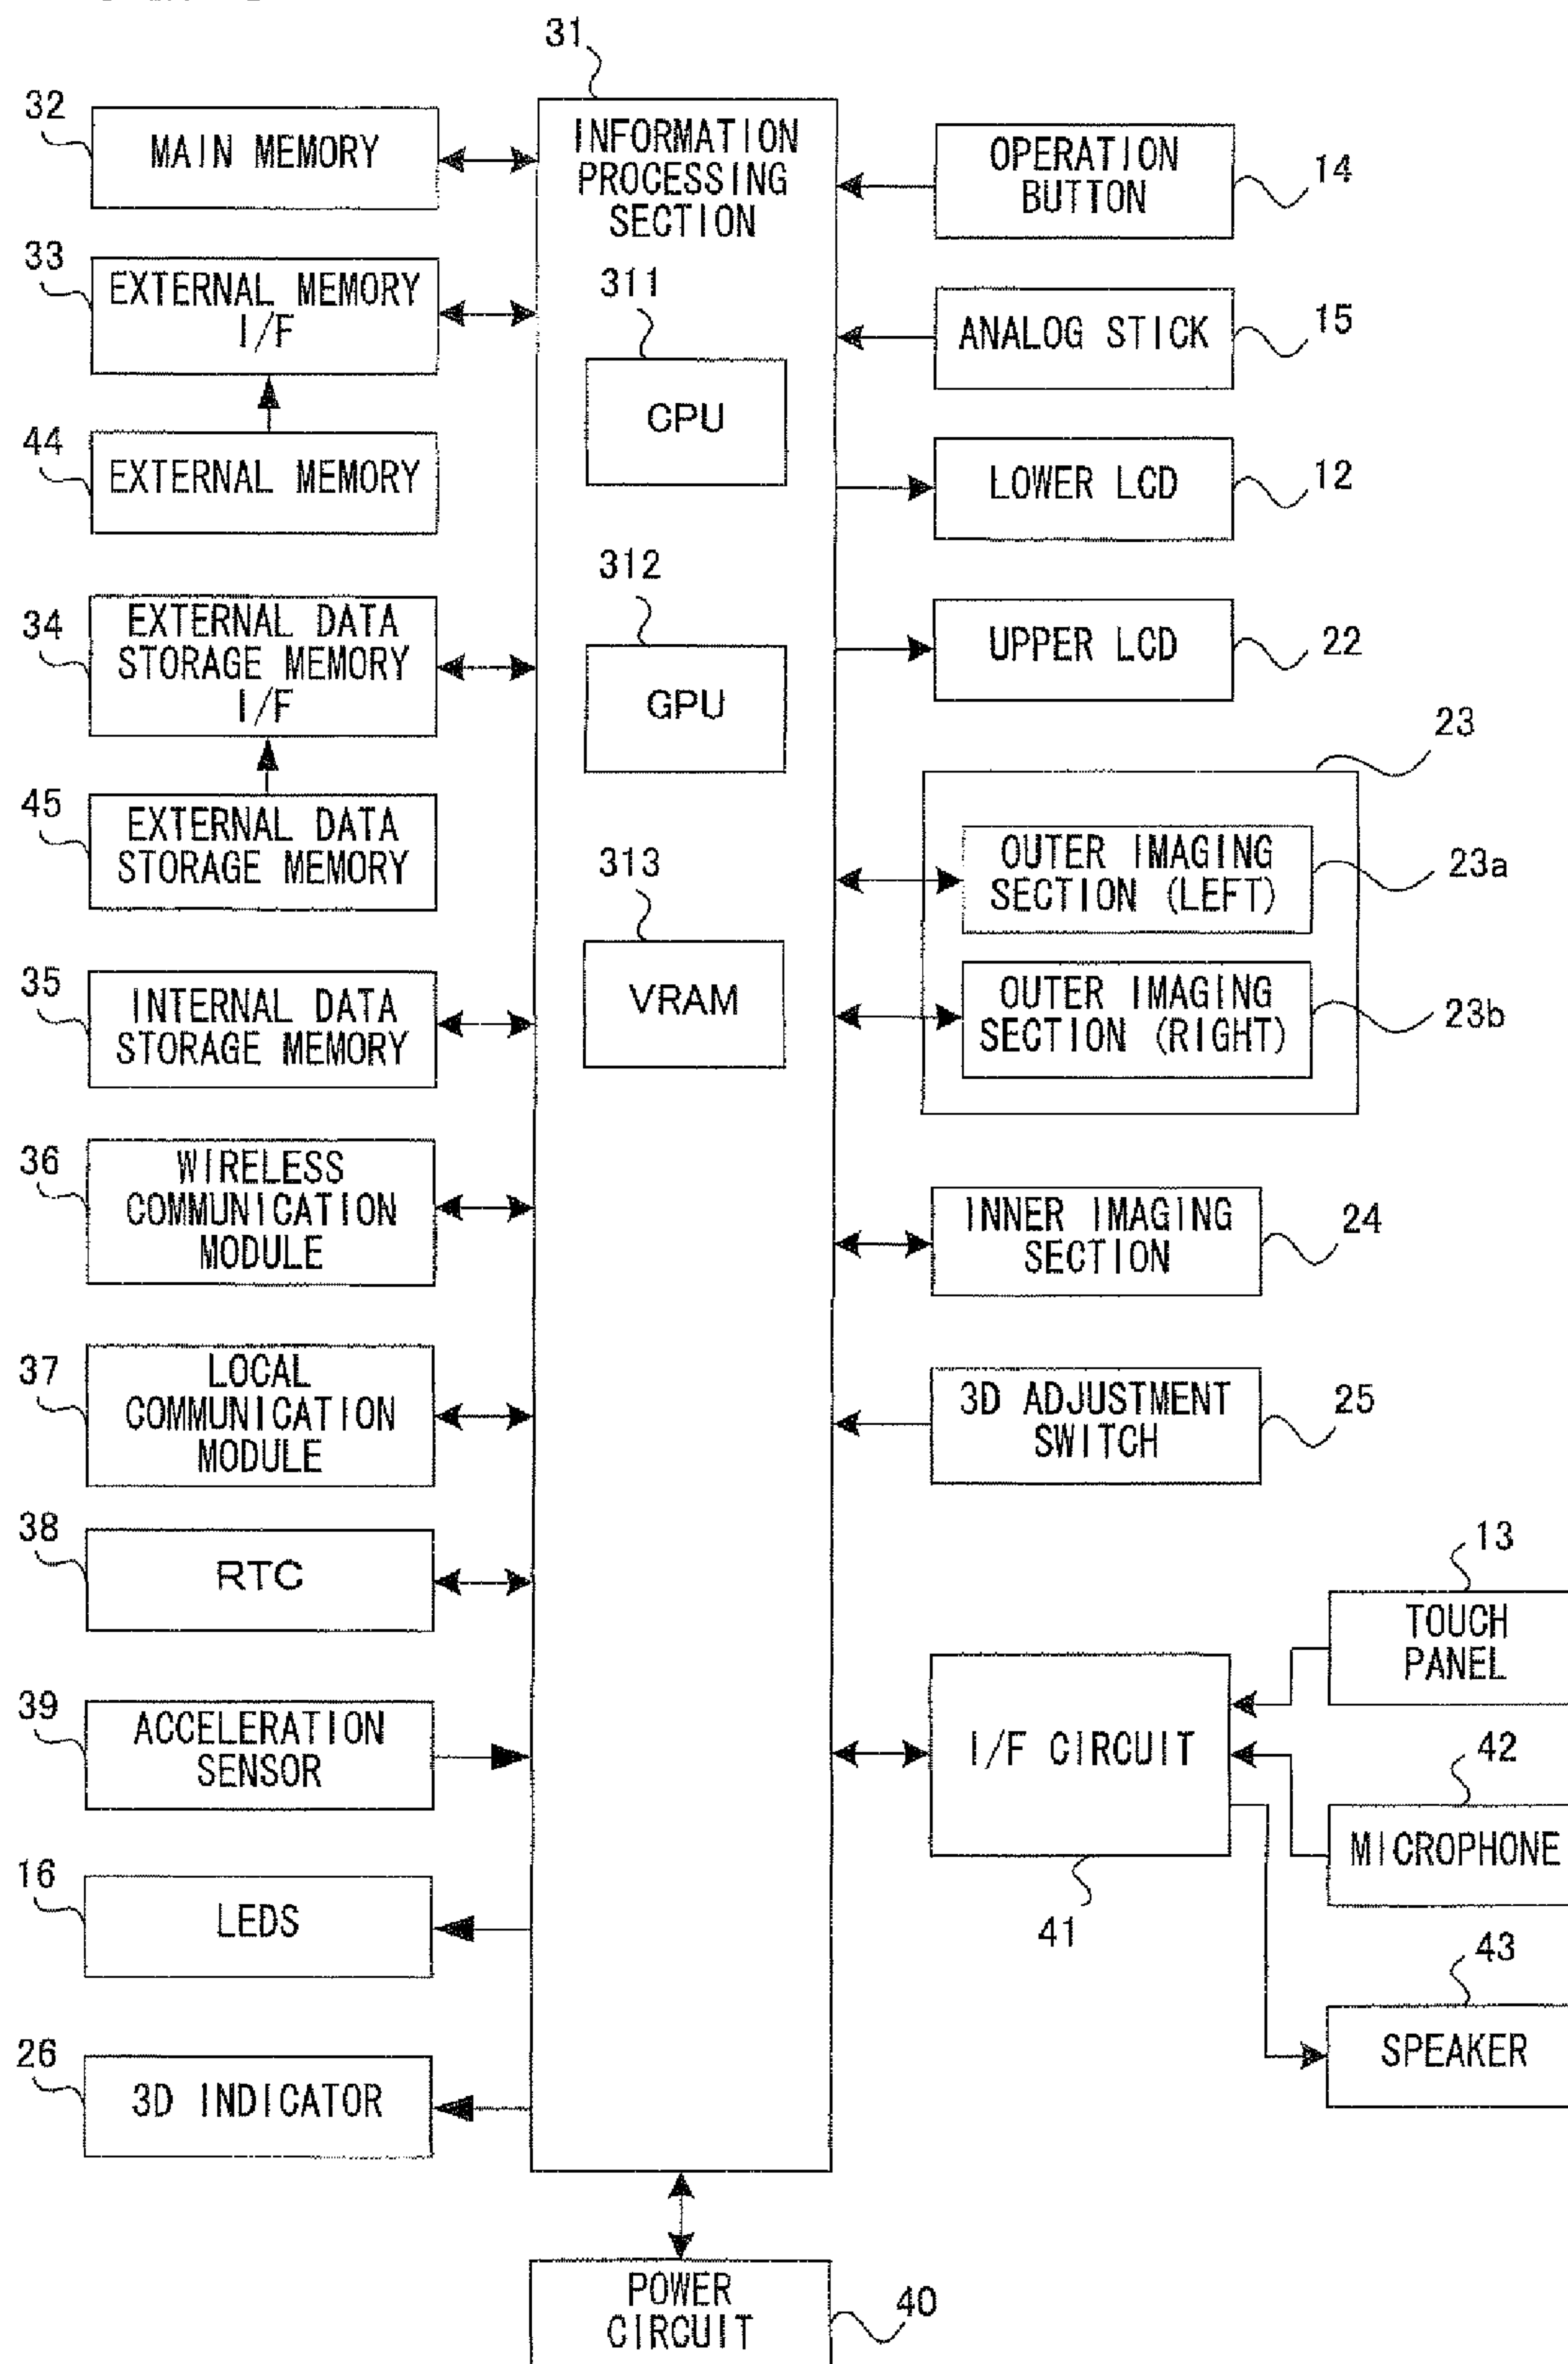 31
32
MAIN MEMORY
33
EXTERNAL MEMORY
I/F
44
EXTERNAL MEMORY
34
EXTERNAL DATA
STORAGE MEMORY
I/F
45
EXTERNAL DATA
STORAGE MEMORY
35
INTERNAL DATA
STORAGE MEMORY
36
WIRELESS
COMMUNICATION
MODULE
37
LOCAL
COMMUNICATION
MODULE
38
RTC
39
ACCELERATION
SENSOR
16
LEDS
26
3D INDICATOR
INFORMATION
PROCESSING
SECTION
311
CPU
312
GPU
313
VRAM
OPERATION
BUTTON
14
ANALOG STICK
15
LOWER LCD
12
UPPER LCD
22
23
OUTER IMAGING
SECTION (LEFT)
23a
OUTER IMAGING
SECTION (RIGHT)
23b
INNER IMAGING
SECTION
24
3D ADJUSTMENT
SWITCH
25
13
TOUCH
PANEL
I/F CIRCUIT
41
42
MICROPHONE
43
SPEAKER
POWER
CIRCUIT
40